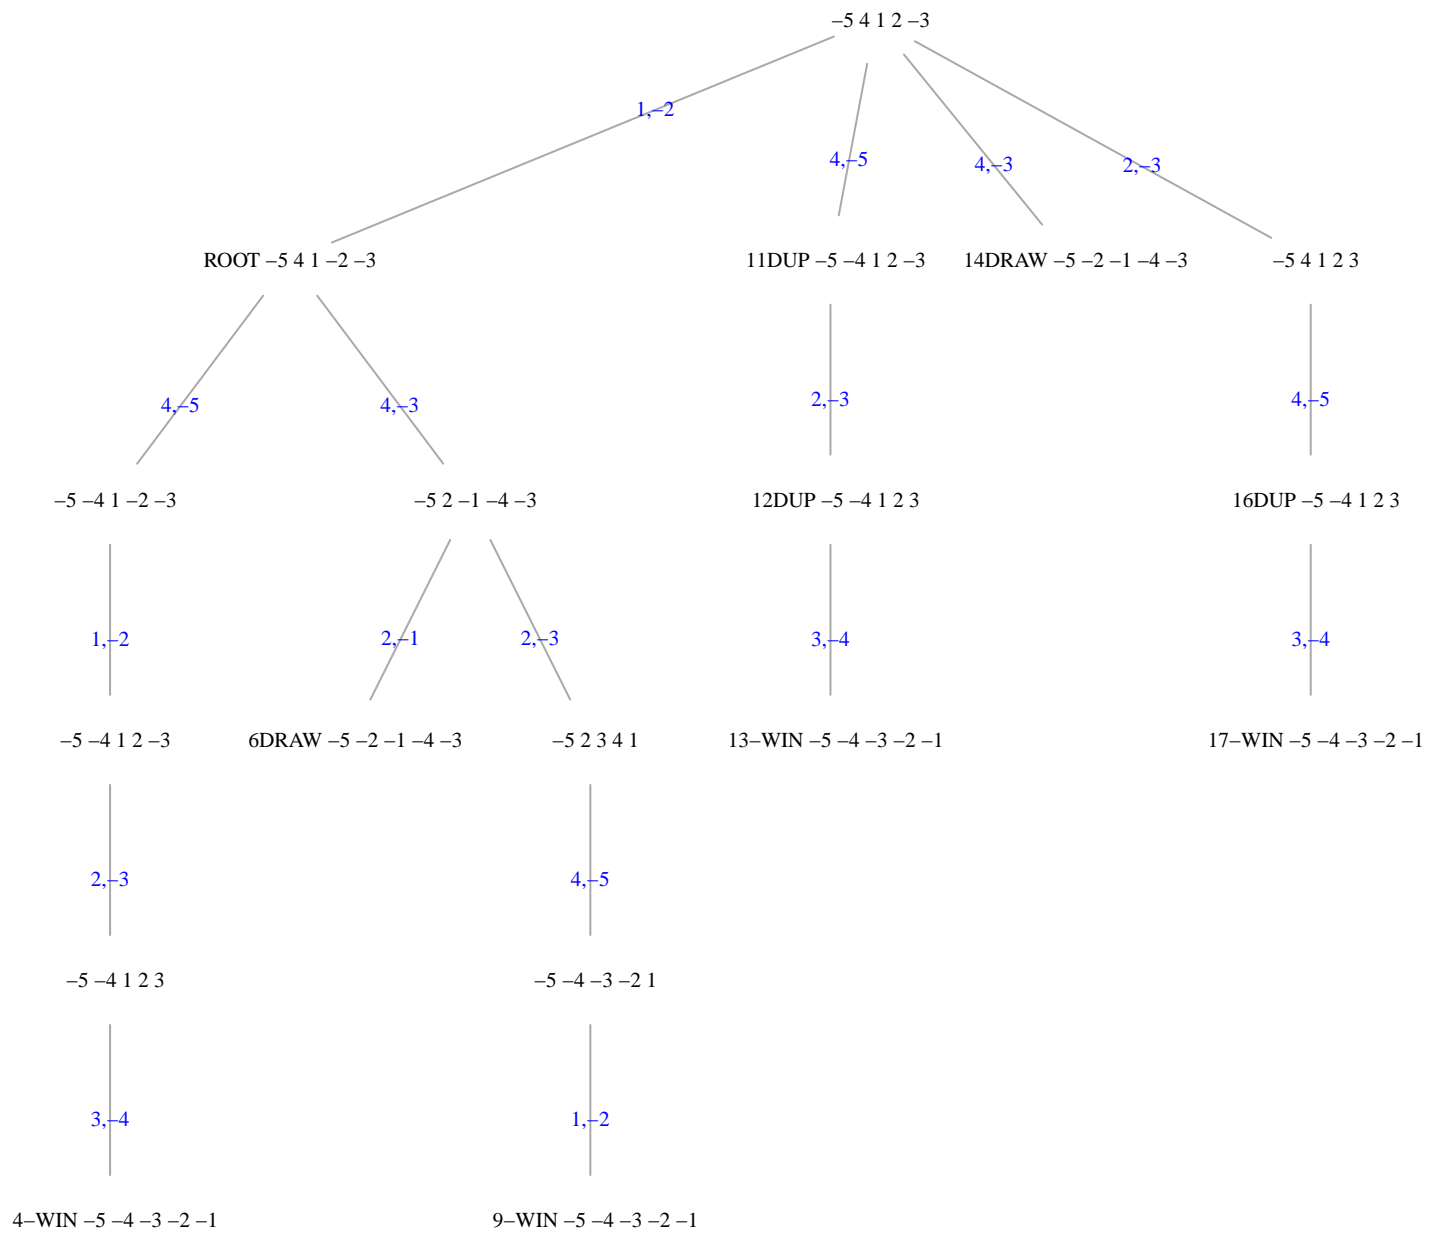 –5 4 1 2 –3
1,–2
4,–5
4,–3
2,–3
ROOT –5 4 1 –2 –3
11DUP –5 –4 1 2 –3
14DRAW –5 –2 –1 –4 –3
–5 4 1 2 3
4,–5
4,–3
2,–3
4,–5
–5 –4 1 –2 –3
–5 2 –1 –4 –3
12DUP –5 –4 1 2 3
16DUP –5 –4 1 2 3
1,–2
2,–1
2,–3
3,–4
3,–4
–5 –4 1 2 –3
6DRAW –5 –2 –1 –4 –3
–5 2 3 4 1
13–WIN –5 –4 –3 –2 –1
17–WIN –5 –4 –3 –2 –1
2,–3
4,–5
–5 –4 1 2 3
–5 –4 –3 –2 1
3,–4
1,–2
4–WIN –5 –4 –3 –2 –1
9–WIN –5 –4 –3 –2 –1